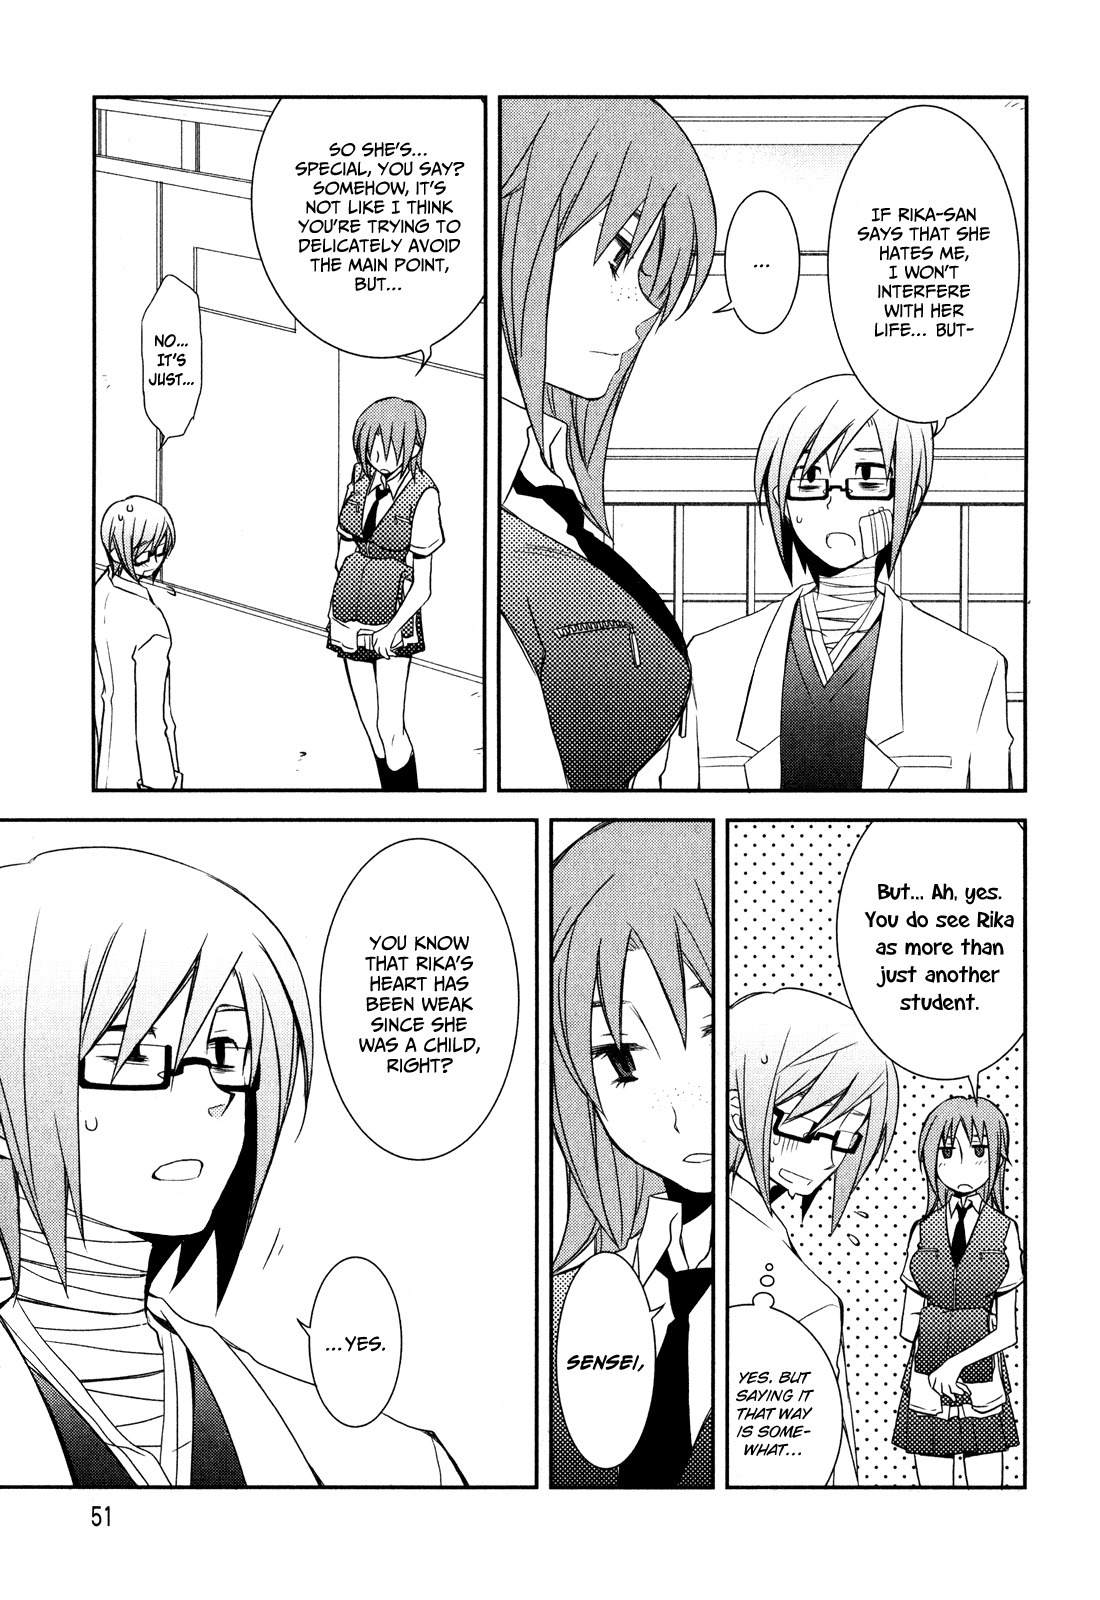 IF RIKA-SAN
SAYS THAT SHE
HATES ME,
I WON'T
INTERFERE
WITH HER
LIFE... BUT-
...
SO SHE'S...
SPECIAL, YOU SAY?
SOMEHOW, IT'S
NOT LIKE I THINK
YOU'RE TRYING TO
DELICATELY AVOID
THE MAIN POINT,
BUT...
NO...
IT'S
JUST...
But... Ah, yes.
You do see Rika
as more than
just another
student.
YES. BUT
SAYING IT
THAT WAY
IS SOME-
WHAT...
SENSEI,
YOU KNOW
THAT RIKA'S
HEART HAS
BEEN WEAK
SINCE SHE
WAS A CHILD,
RIGHT?
...YES.
51